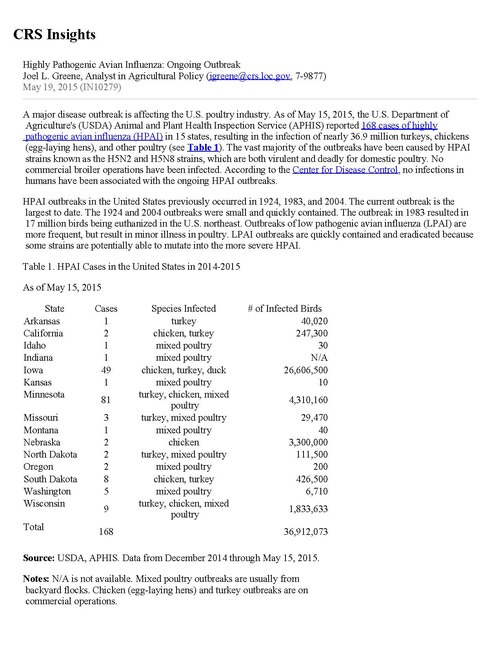 CRS Insights
Highly Pathogenic Avian Influenza: Ongoing Outbreak
Joel L. Greene, Analyst in Agricultural Policy (jgreene@crs.loc.gov, 7-9877)
May 19, 2015 (IN10279)
A major disease outbreak is affecting the U.S. poultry industry. As of May 15, 2015, the U.S. Department of
Agriculture's (USDA) Animal and Plant Health Inspection Service (APHIS) reported 168 cases of highly
pathogenic avian influenza (HPAI) in 15 states, resulting in the infection of nearly 36.9 million turkeys, chickens
(egg-laying hens), and other poultry (see Table 1). The vast majority of the outbreaks have been caused by HPAI
strains known as the H5N2 and H5N8 strains, which are both virulent and deadly for domestic poultry. No
commercial broiler operations have been infected. According to the Center for Disease Control, no infections in
humans have been associated with the ongoing HPAI outbreaks.
HPAI outbreaks in the United States previously occurred in 1924, 1983, and 2004. The current outbreak is the
largest to date. The 1924 and 2004 outbreaks were small and quickly contained. The outbreak in 1983 resulted in
17 million birds being euthanized in the U.S. northeast. Outbreaks of low pathogenic avian influenza (LPAI) are
more frequent, but result in minor illness in poultry. LPAI outbreaks are quickly contained and eradicated because
some strains are potentially able to mutate into the more severe HPAI.
Table 1. HPAI Cases in the United States in 2014-2015
As of May 15, 2015
State Cases Species Infected # of Infected Birds
Arkansas 1 turkey 40,020
California 2 chicken, turkey 247,300
Idaho 1 mixed poultry 30
Indiana 1 mixed poultry N/A
Iowa 49 chicken, turkey, duck 26,606,500
Kansas 1 mixed poultry 10
Minnesota 81 turkey, chicken, mixed
poultry 4,310,160
Missouri 3 turkey, mixed poultry 29,470
Montana 1 mixed poultry 40
Nebraska 2 chicken 3,300,000
North Dakota 2 turkey, mixed poultry 111,500
Oregon 2 mixed poultry 200
South Dakota 8 chicken, turkey 426,500
Washington 5 mixed poultry 6,710
Wisconsin 9 turkey, chicken, mixed
poultry 1,833,633
Total 168 36,912,073
Source: USDA, APHIS. Data from December 2014 through May 15, 2015.
Notes: N/A is not available. Mixed poultry outbreaks are usually from
backyard flocks. Chicken (egg-laying hens) and turkey outbreaks are on
commercial operations.